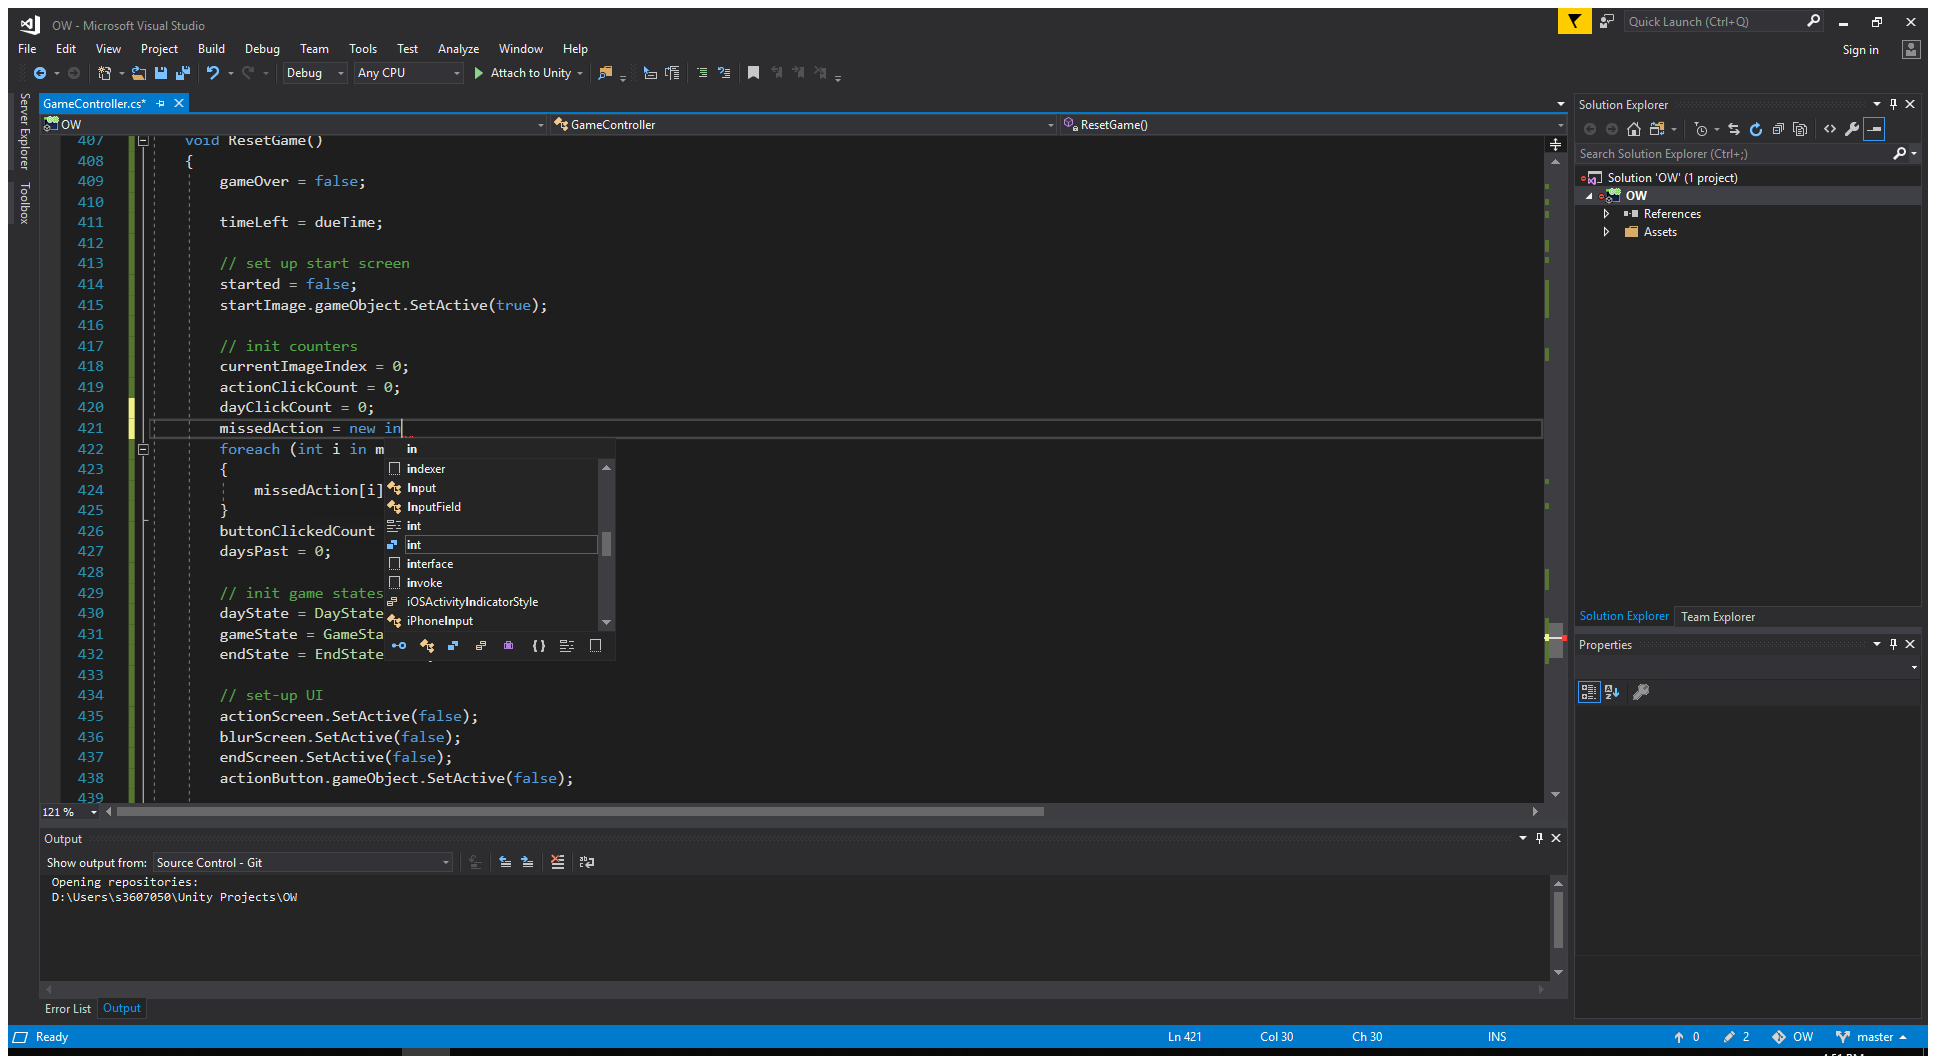 OW - Microsoft Visual Studio
Quick Launch (Ctrl+Q)
File Edit View Project Build Debug Team Tools Test Analyze Window Help
Sign in
Debug Any CPU Attach to Unity
Server Explorer
Toolbox
GameController.cs*
OW GameController ResetGame()
407 void ResetGame()
408 {
409 gameOver = false;
410
411 timeLeft = dueTime;
412
413 // set up start screen
414 started = false;
415 startImage.gameObject.SetActive(true);
416
417 // init counters
418 currentImageIndex = 0;
419 actionClickCount = 0;
420 dayClickCount = 0;
421 missedAction = new in
422 foreach (int i in m
423 {
424 missedAction[i]
425 }
426 buttonClickedCount
427 daysPast = 0;
428
429 // init game states
430 dayState = DayState
431 gameState = GameSta
432 endState = EndState
433
434 // set-up UI
435 actionScreen.SetActive(false);
436 blurScreen.SetActive(false);
437 endScreen.SetActive(false);
438 actionButton.gameObject.SetActive(false);
439
in
indexer
Input
InputField
int
int
interface
invoke
iOSActivityIndicatorStyle
iPhoneInput
{ }
121 %
Output
Show output from: Source Control - Git
Opening repositories:
D:\Users\s3607050\Unity Projects\OW
Error List Output
Solution Explorer
Search Solution Explorer (Ctrl+;)
Solution 'OW' (1 project)
OW
References
Assets
Solution Explorer Team Explorer
Properties
Ready Ln 421 Col 30 Ch 30 INS 0 2 OW master